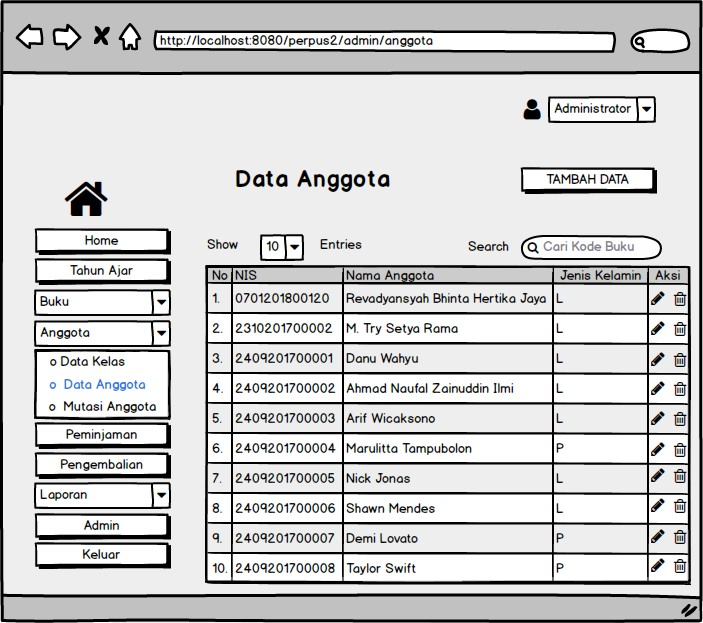 http://localhost:8080/perpus2/admin/anggota
Administrator
Data Anggota
TAMBAH DATA
Home
Tahun Ajar
Buku
Anggota
o Data Kelas
o Data Anggota
o Mutasi Anggota
Peminjaman
Pengembalian
Laporan
Admin
Keluar
Show 10 Entries
Search Cari Kode Buku
No NIS Nama Anggota Jenis Kelamin Aksi
1. 0701201800120 Revadyansyah Bhinta Hertika Jaya L
2. 2310201700002 M. Try Setya Rama L
3. 2409201700001 Danu Wahyu L
4. 2409201700002 Ahmad Naufal Zainuddin Ilmi L
5. 2409201700003 Arif Wicaksono L
6. 2409201700004 Marulitta Tampubolon P
7. 2409201700005 Nick Jonas L
8. 2409201700006 Shawn Mendes L
9. 2409201700007 Demi Lovato P
10. 2409201700008 Taylor Swift P